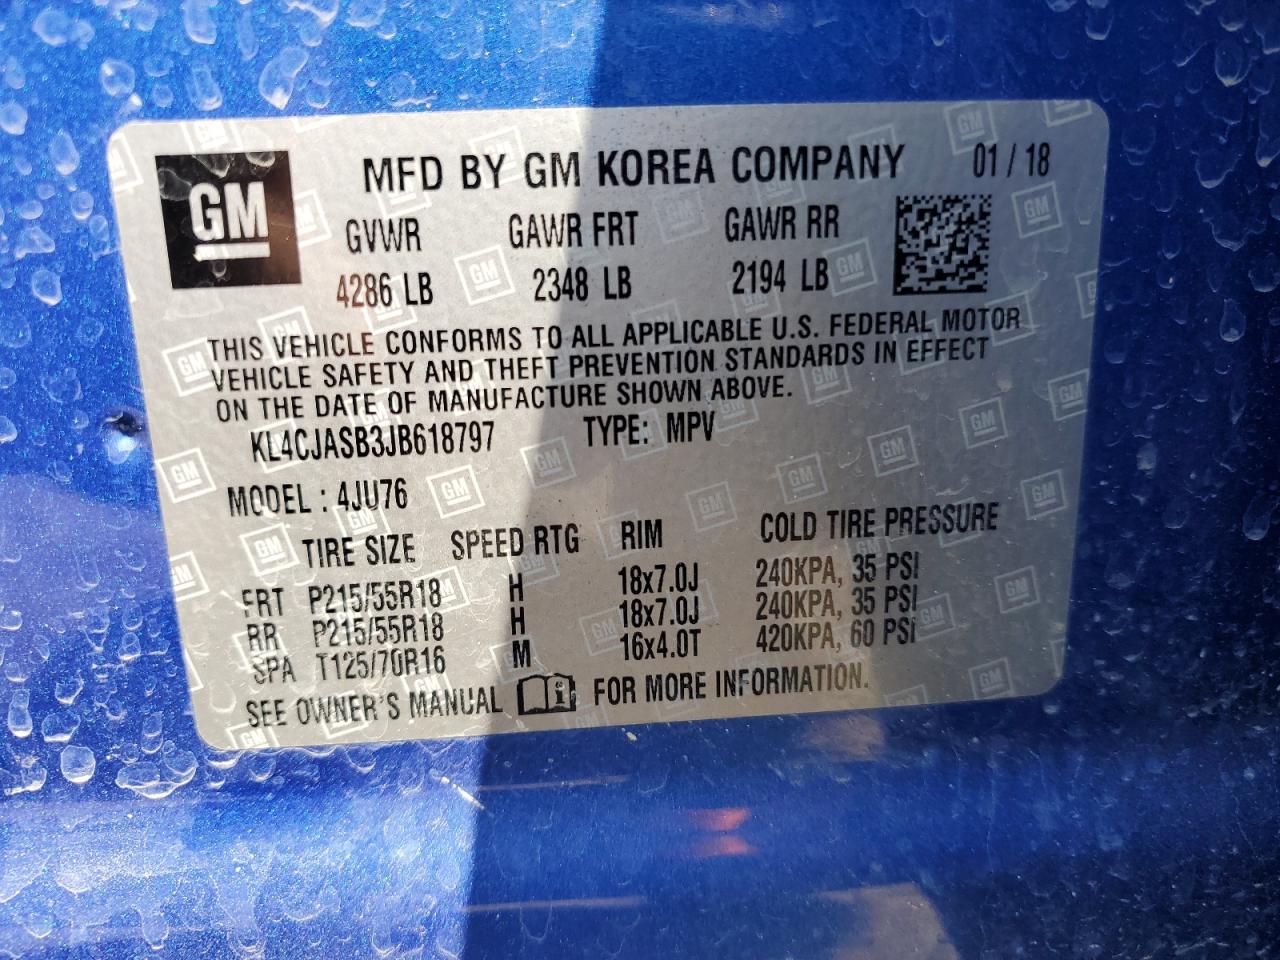 GM MFD BY GM KOREA COMPANY 01 / 18
GVWR GAWR FRT GAWR RR
4286 LB 2348 LB 2194 LB
THIS VEHICLE CONFORMS TO ALL APPLICABLE U.S. FEDERAL MOTOR
VEHICLE SAFETY AND THEFT PREVENTION STANDARDS IN EFFECT
ON THE DATE OF MANUFACTURE SHOWN ABOVE.
KL4CJASB3JB618797 TYPE: MPV
MODEL : 4JU76
TIRE SIZE SPEED RTG RIM COLD TIRE PRESSURE
FRT P215/55R18 H 18x7.0J 240KPA, 35 PSI
RR P215/55R18 H 18x7.0J 240KPA, 35 PSI
SPA T125/70R16 M 16x4.0T 420KPA, 60 PSI
SEE OWNER'S MANUAL i FOR MORE INFORMATION.